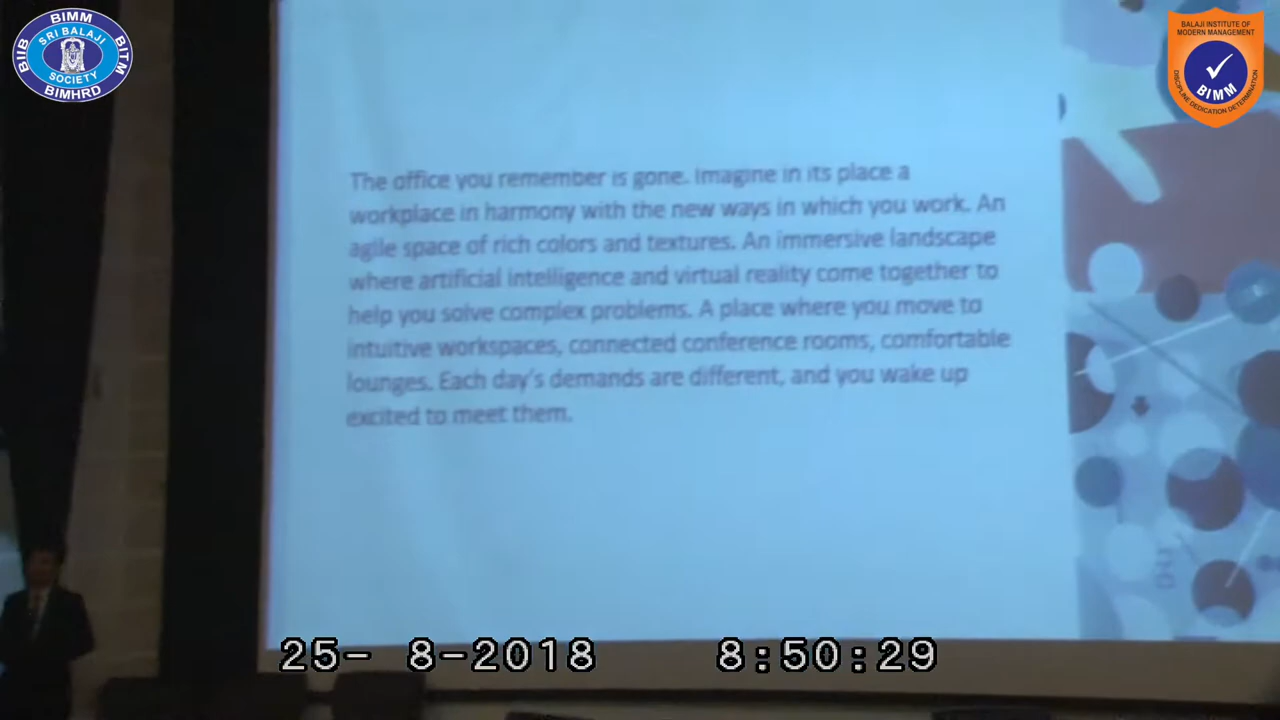 BIMM
BIIB
SRI BALAJI
SOCIETY
BITM
BIMHRD
BALAJI INSTITUTE OF
MODERN MANAGEMENT
BIMM
DISCIPLINE DEDICATION DETERMINATION
The office you remember is gone. Imagine in its place a
workplace in harmony with the new ways in which you work. An
agile space of rich colors and textures. An immersive landscape
where artificial intelligence and virtual reality come together to
help you solve complex problems. A place where you move to
intuitive workspaces, connected conference rooms, comfortable
lounges. Each day's demands are different, and you wake up
excited to meet them.
25- 8-2018 8:50:29